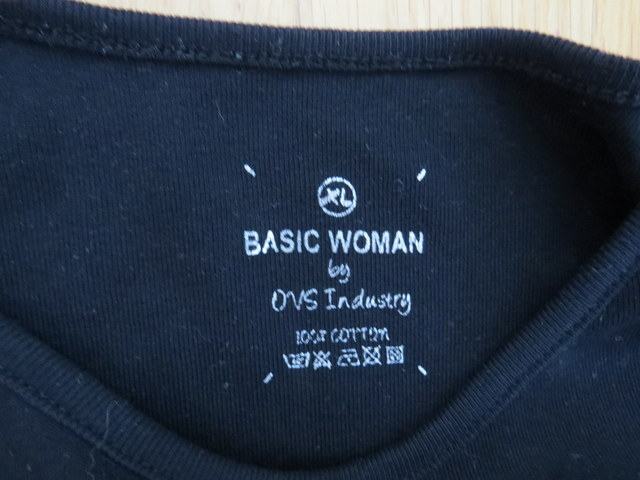 XL
BASIC WOMAN
by
OVS Industry
100% COTTON